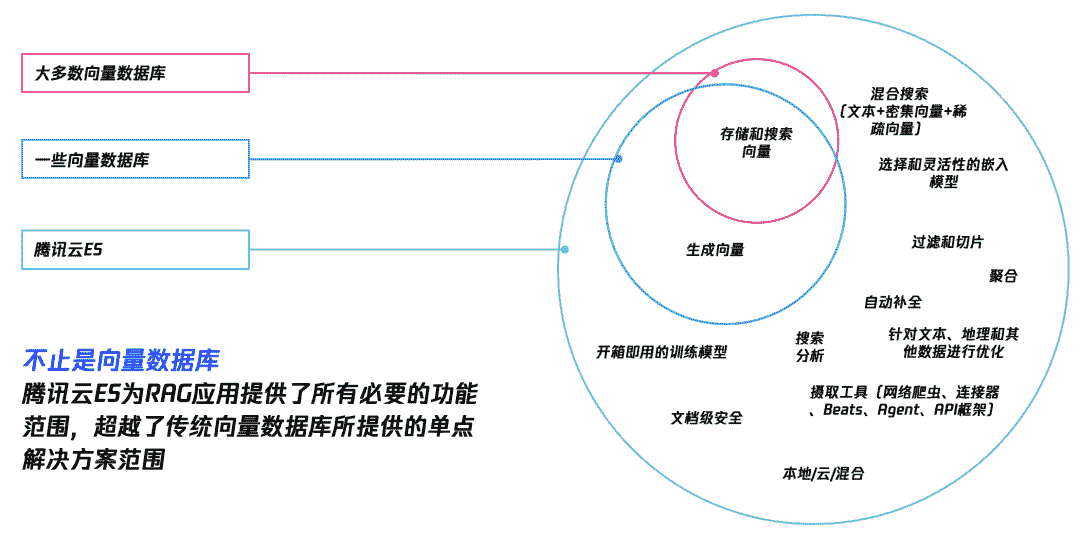 大多数向量数据库
一些向量数据库
腾讯云ES
不止是向量数据库
腾讯云ES为RAG应用提供了所有必要的功能
范围，超越了传统向量数据库所提供的单点
解决方案范围
存储和搜索
向量
生成向量
混合搜索
（文本+密集向量+稀
疏向量）
选择和灵活性的嵌入
模型
过滤和切片
聚合
自动补全
开箱即用的训练模型
搜索
分析
针对文本、地理和其
他数据进行优化
摄取工具（网络爬虫、连接器
、Beats、Agent、API框架）
文档级安全
本地/云/混合